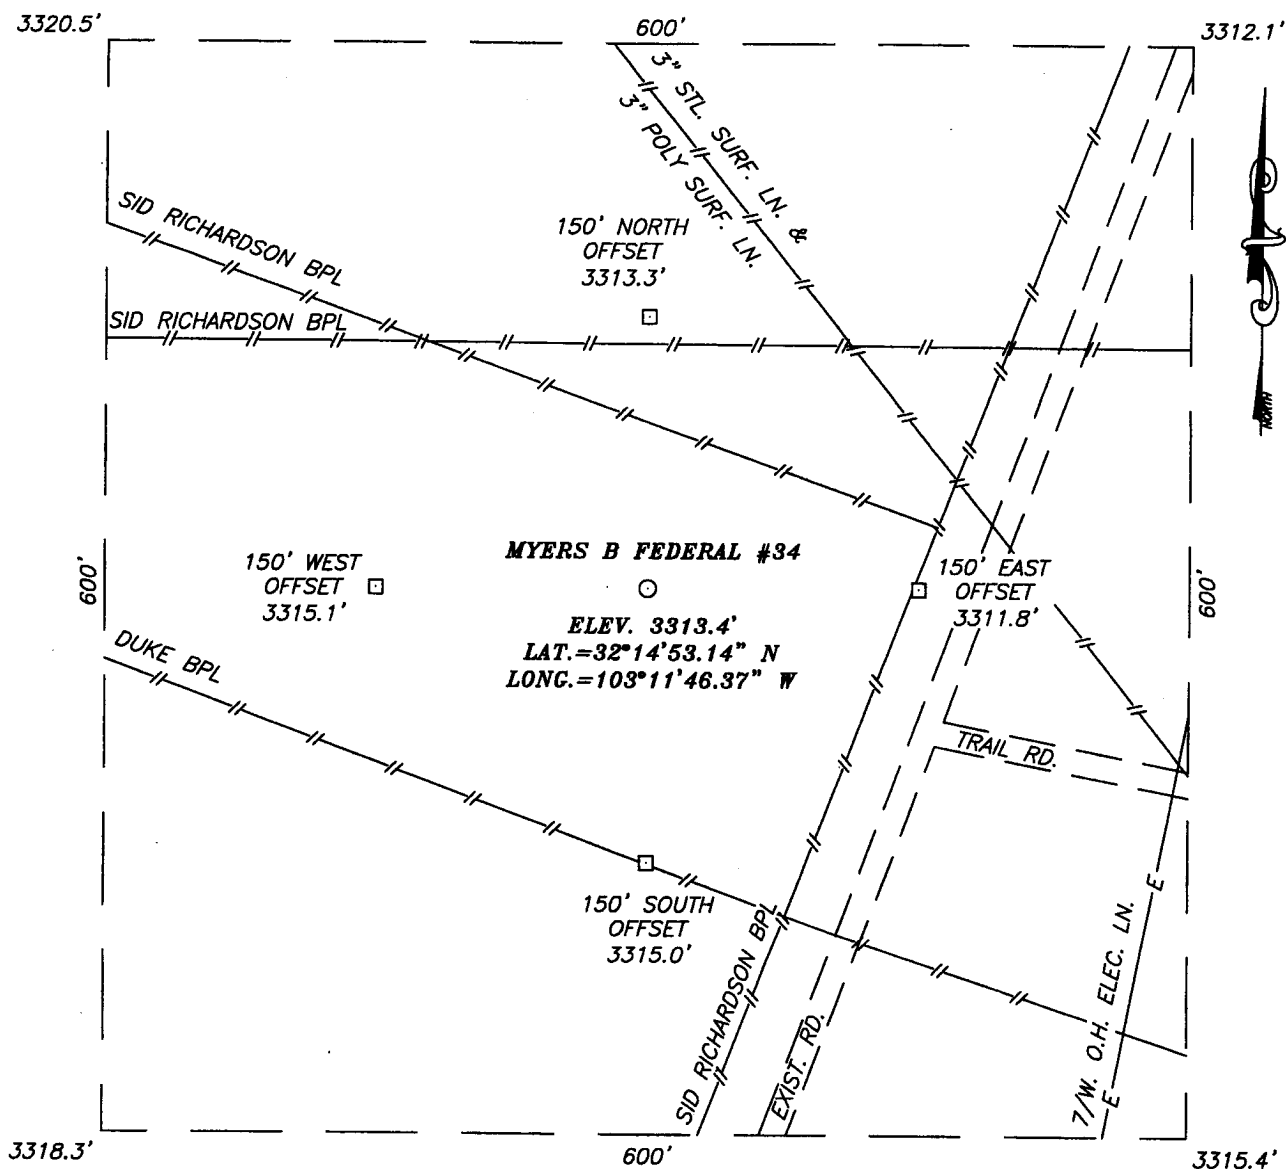 3320.5'
600'
3312.1'
3" STL. SURF. LN. &
3" POLY SURF. LN.
SID RICHARDSON BPL
150' NORTH
OFFSET
3313.3'
SID RICHARDSON BPL
NORTH
600'
150' WEST
OFFSET
3315.1'
MYERS B FEDERAL #34
ELEV. 3313.4'
LAT.=32°14'53.14" N
LONG.=103°11'46.37" W
150' EAST
OFFSET
3311.8'
600'
DUKE BPL
TRAIL RD.
150' SOUTH
OFFSET
3315.0'
SID RICHARDSON BPL
EXIST. RD.
7/W. O.H. ELEC. LN.
E
E
3318.3'
600'
3315.4'